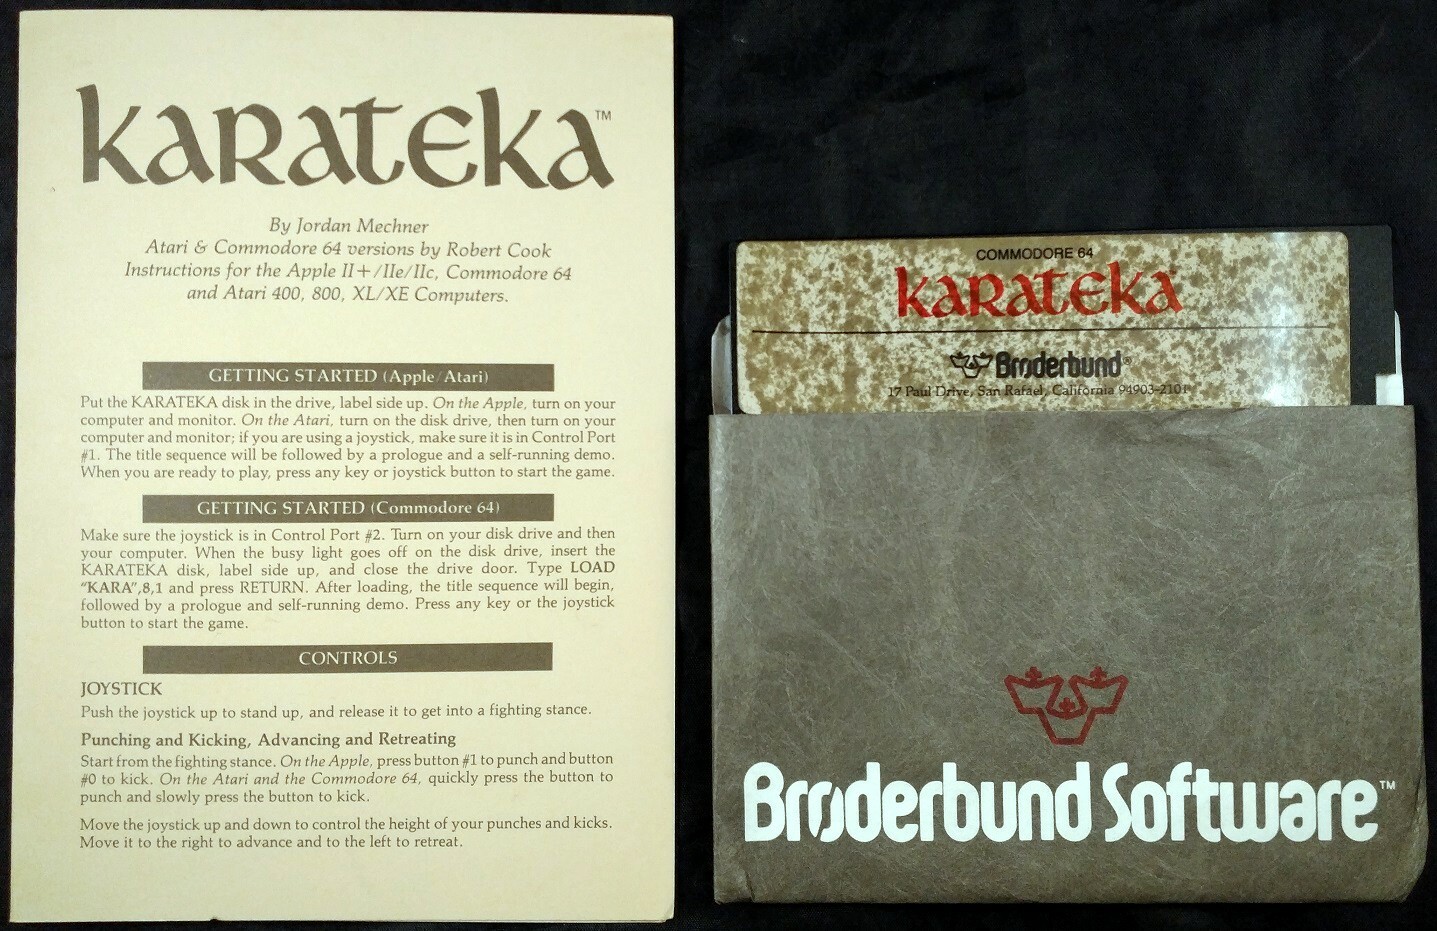 KARATEKA™
By Jordan Mechner
Atari & Commodore 64 versions by Robert Cook
Instructions for the Apple II+/IIe/IIc, Commodore 64
and Atari 400, 800, XL/XE Computers.
GETTING STARTED (Apple/Atari)
Put the KARATEKA disk in the drive, label side up. On the Apple, turn on your
computer and monitor. On the Atari, turn on the disk drive, then turn on your
computer and monitor; if you are using a joystick, make sure it is in Control Port
#1. The title sequence will be followed by a prologue and a self-running demo.
When you are ready to play, press any key or joystick button to start the game.
GETTING STARTED (Commodore 64)
Make sure the joystick is in Control Port #2. Turn on your disk drive and then
your computer. When the busy light goes off on the disk drive, insert the
KARATEKA disk, label side up, and close the drive door. Type LOAD
"KARA",8,1 and press RETURN. After loading, the title sequence will begin,
followed by a prologue and self-running demo. Press any key or the joystick
button to start the game.
CONTROLS
JOYSTICK
Push the joystick up to stand up, and release it to get into a fighting stance.
Punching and Kicking, Advancing and Retreating
Start from the fighting stance. On the Apple, press button #1 to punch and button
#0 to kick. On the Atari and the Commodore 64, quickly press the button to
punch and slowly press the button to kick.
Move the joystick up and down to control the height of your punches and kicks.
Move it to the right to advance and to the left to retreat.
COMMODORE 64
KARATEKA
Brøderbund®
17 Paul Drive, San Rafael, California 94903-2101
Brøderbund Software™